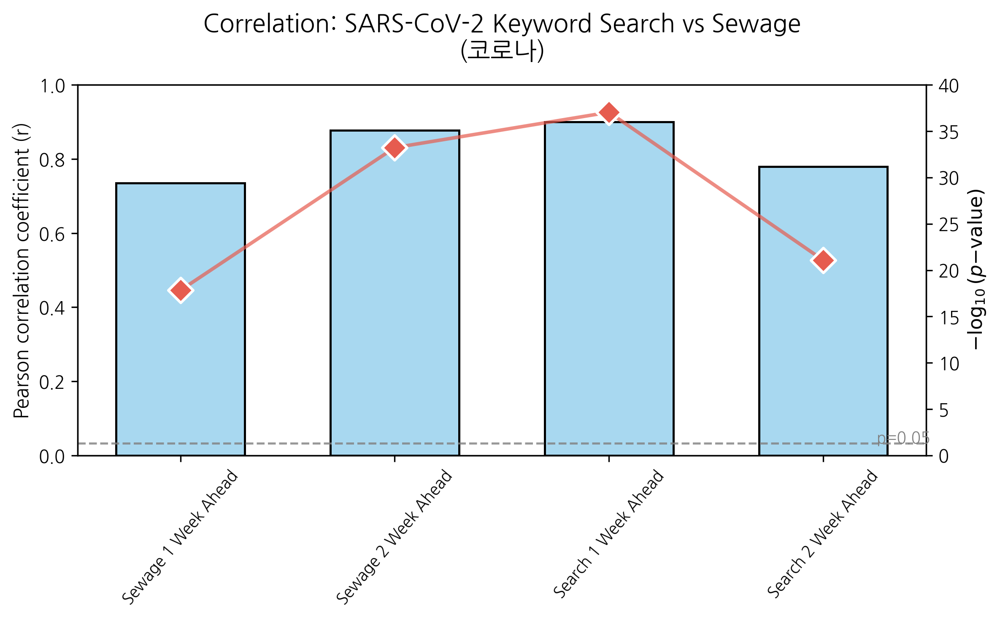 Correlation: SARS-CoV-2 Keyword Search vs Sewage
(코로나)
Pearson correlation coefficient (r)
1.0
0.8
0.6
0.4
0.2
0.0
40
35
30
25
20
15
10
5
0
−log₁₀(p−value)
p=0.05
Sewage 1 Week Ahead
Sewage 2 Week Ahead
Search 1 Week Ahead
Search 2 Week Ahead